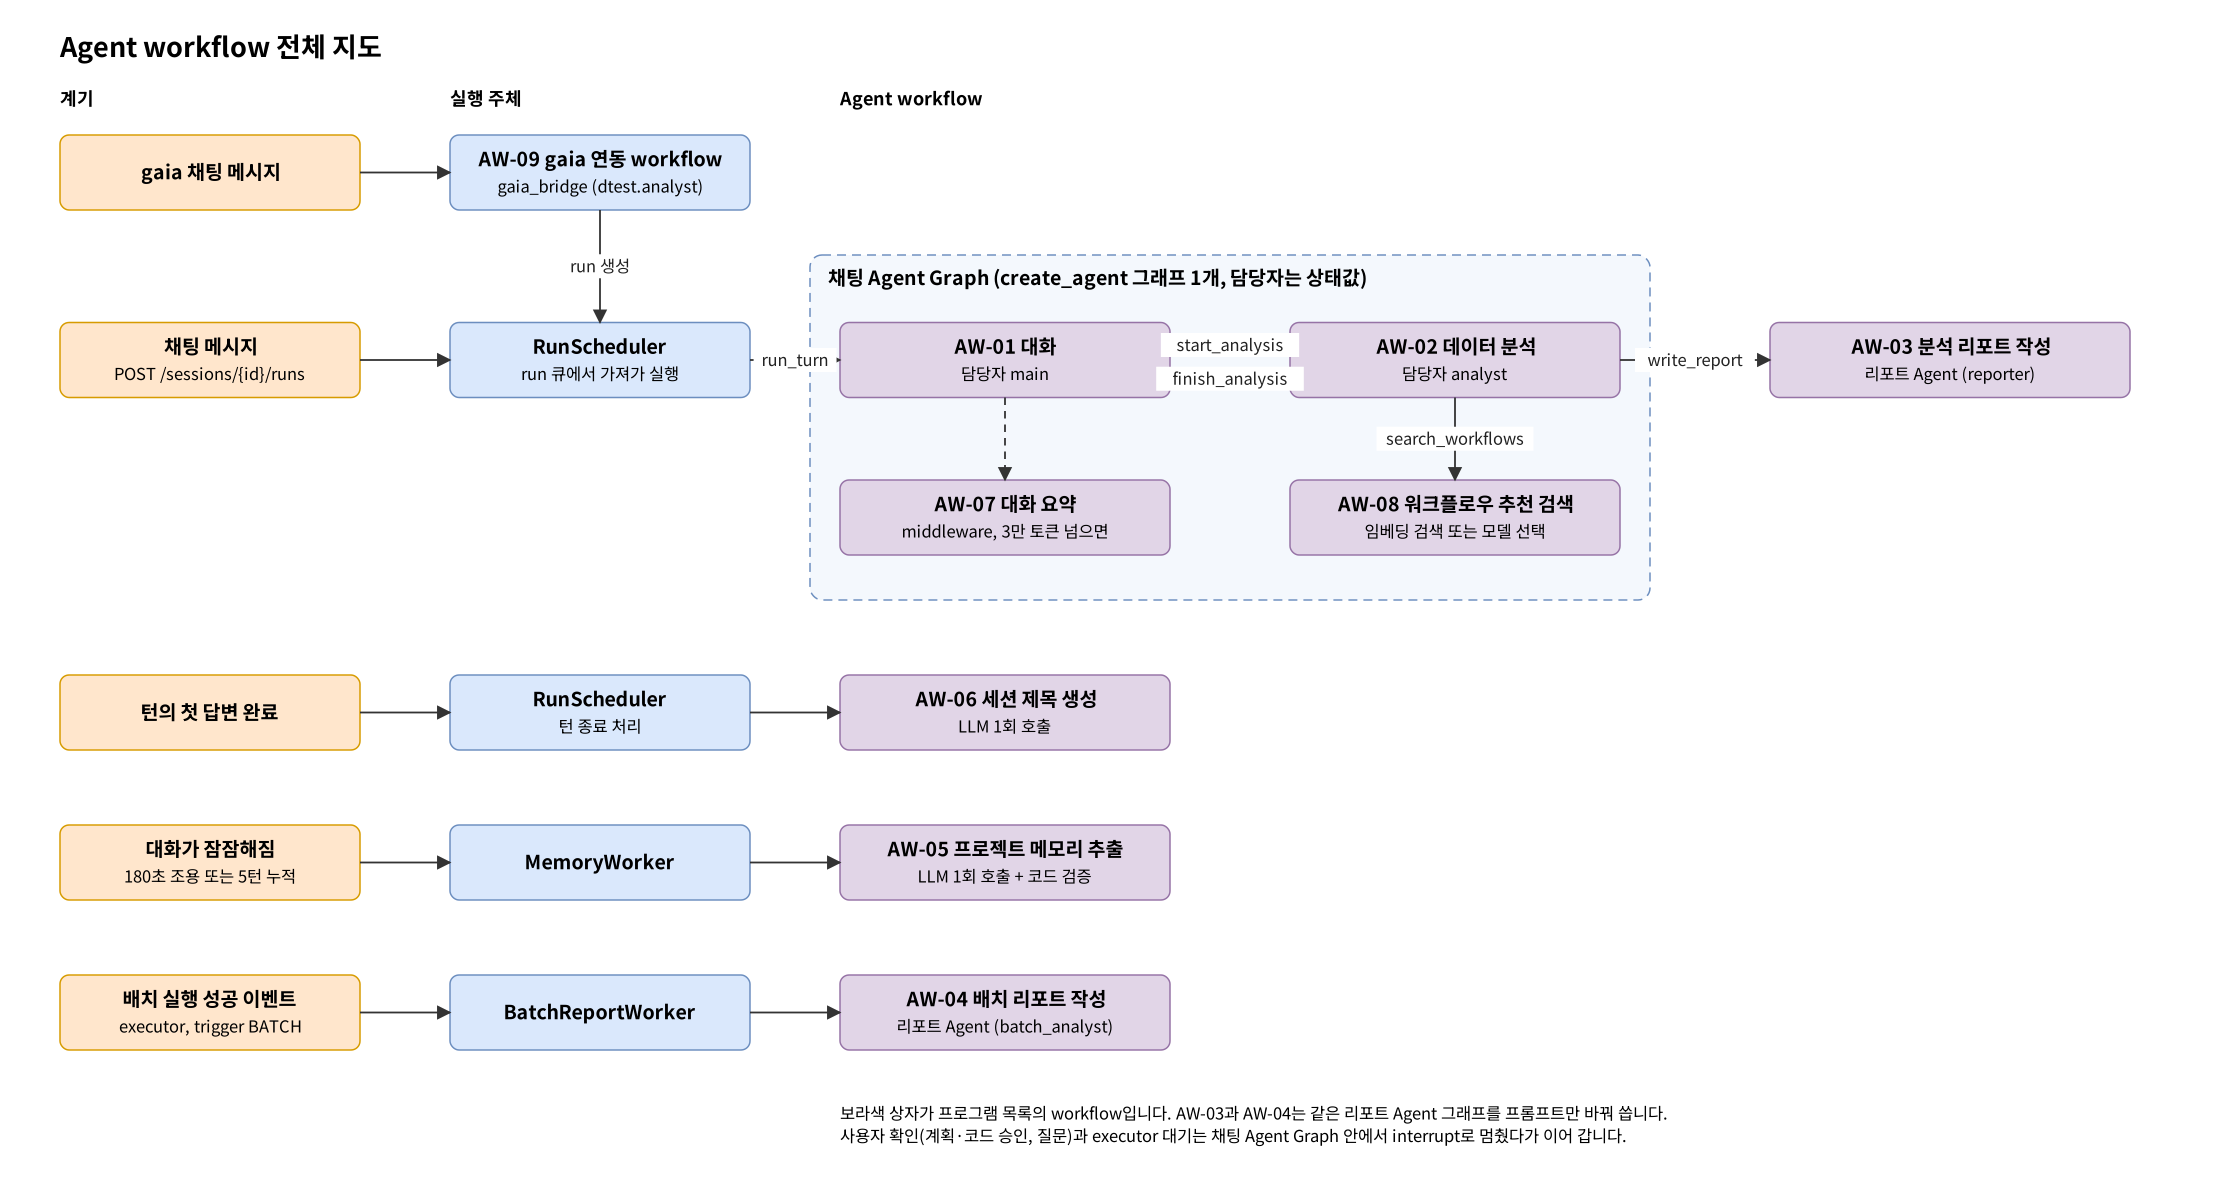 Agent workflow 전체 지도
계기
실행 주체
Agent workflow
gaia 채팅 메시지
AW-09 gaia 연동 workflow
gaia_bridge (dtest.analyst)
run 생성
채팅 Agent Graph (create_agent 그래프 1개, 담당자는 상태값)
채팅 메시지
POST /sessions/{id}/runs
RunScheduler
run 큐에서 가져가 실행
run_turn
AW-01 대화
담당자 main
start_analysis
finish_analysis
AW-02 데이터 분석
담당자 analyst
write_report
AW-03 분석 리포트 작성
리포트 Agent (reporter)
search_workflows
AW-07 대화 요약
middleware, 3만 토큰 넘으면
AW-08 워크플로우 추천 검색
임베딩 검색 또는 모델 선택
턴의 첫 답변 완료
RunScheduler
턴 종료 처리
AW-06 세션 제목 생성
LLM 1회 호출
대화가 잠잠해짐
180초 조용 또는 5턴 누적
MemoryWorker
AW-05 프로젝트 메모리 추출
LLM 1회 호출 + 코드 검증
배치 실행 성공 이벤트
executor, trigger BATCH
BatchReportWorker
AW-04 배치 리포트 작성
리포트 Agent (batch_analyst)
보라색 상자가 프로그램 목록의 workflow입니다. AW-03과 AW-04는 같은 리포트 Agent 그래프를 프롬프트만 바꿔 씁니다.
사용자 확인(계획·코드 승인, 질문)과 executor 대기는 채팅 Agent Graph 안에서 interrupt로 멈췄다가 이어 갑니다.